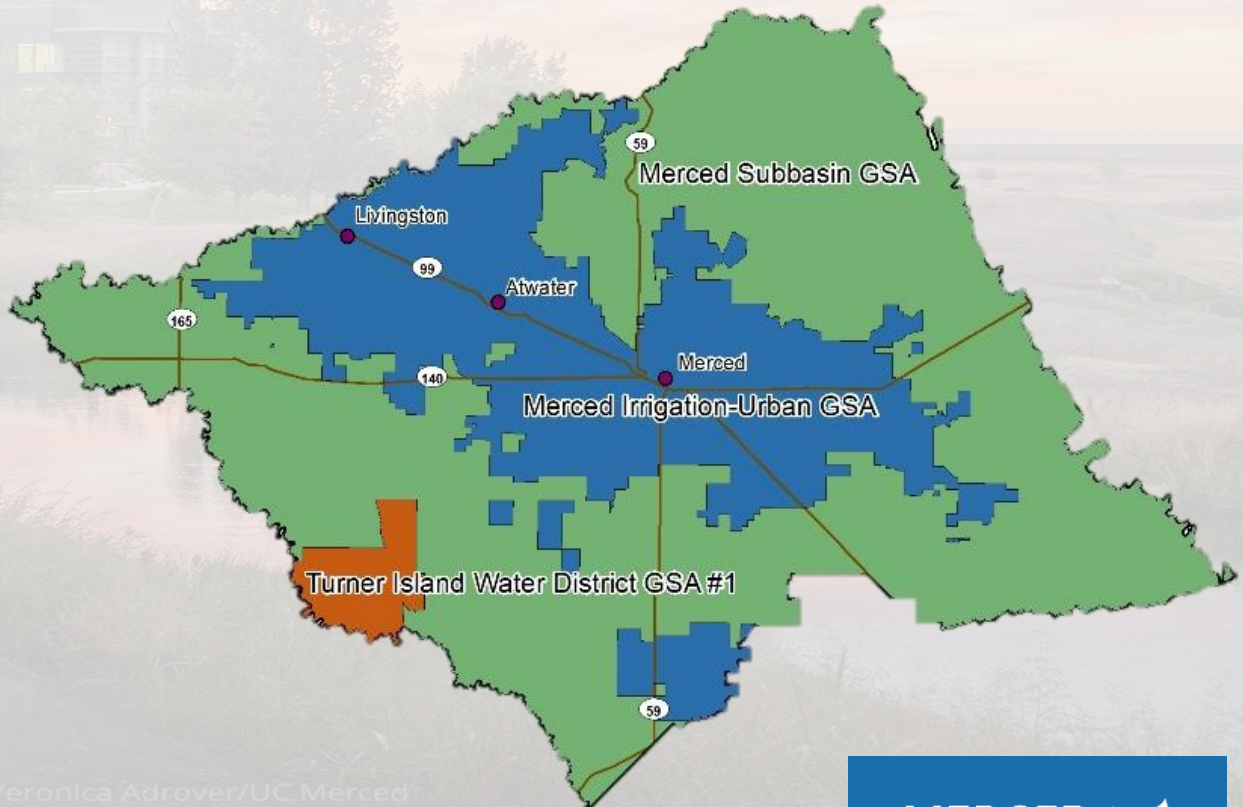 59
Merced Subbasin GSA
Livingston
99
Atwater
165
Merced
140
Merced Irrigation-Urban GSA
Turner Island Water District GSA #1
59
Veronica Adrover/UC Merced